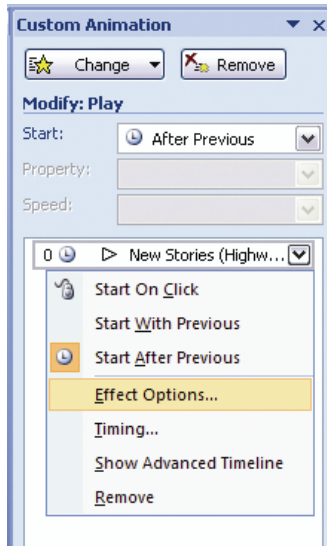 Custom Animation
Change
Remove
Modify: Play
Start:
After Previous
Property:
Speed:
0 New Stories (Highw...
Start On Click
Start With Previous
Start After Previous
Effect Options...
Timing...
Show Advanced Timeline
Remove